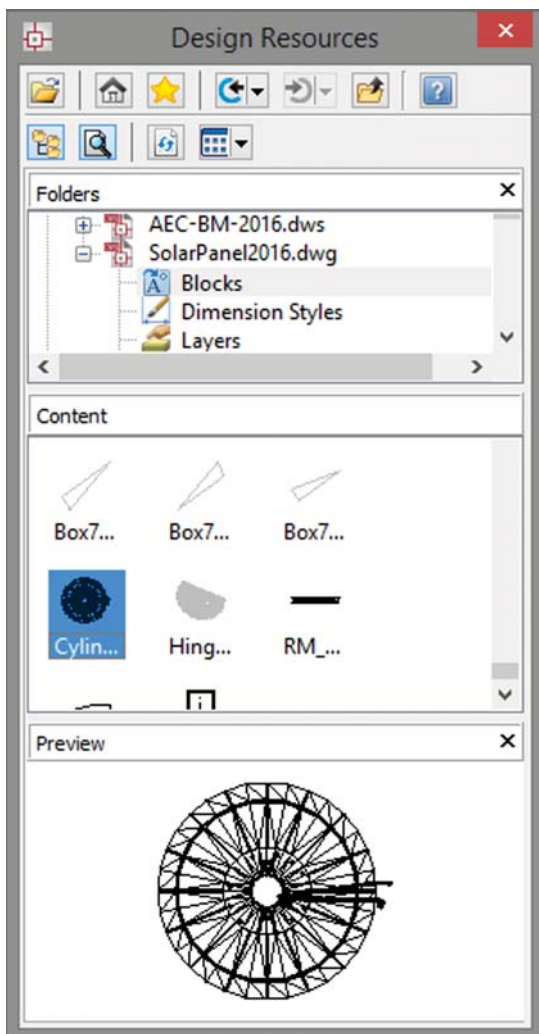 Design Resources
Folders
AEC-BM-2016.dws
SolarPanel2016.dwg
Blocks
Dimension Styles
Layers
Content
Box7... Box7... Box7...
Cylin... Hing... RM_...
Preview